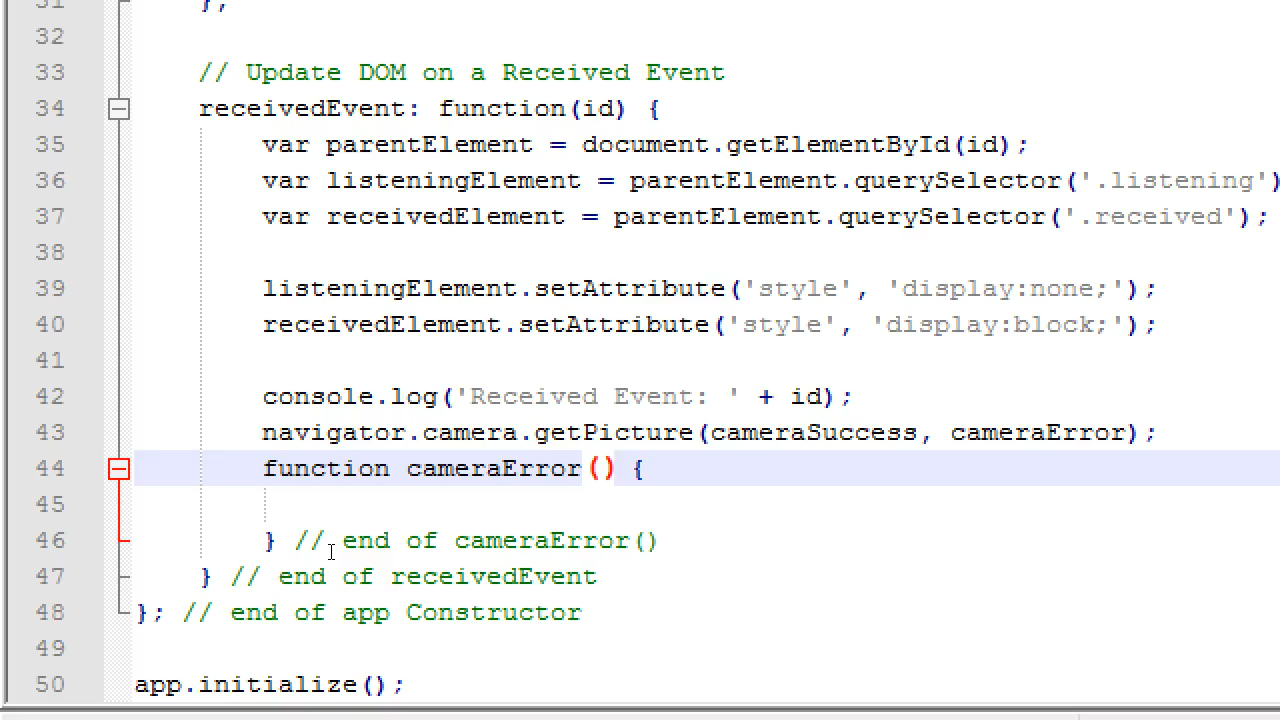 31 },
32
33 // Update DOM on a Received Event
34 receivedEvent: function(id) {
35 var parentElement = document.getElementById(id);
36 var listeningElement = parentElement.querySelector('.listening')
37 var receivedElement = parentElement.querySelector('.received');
38
39 listeningElement.setAttribute('style', 'display:none;');
40 receivedElement.setAttribute('style', 'display:block;');
41
42 console.log('Received Event: ' + id);
43 navigator.camera.getPicture(cameraSuccess, cameraError);
44 function cameraError() {
45
46 } // end of cameraError()
47 } // end of receivedEvent
48 }; // end of app Constructor
49
50 app.initialize();